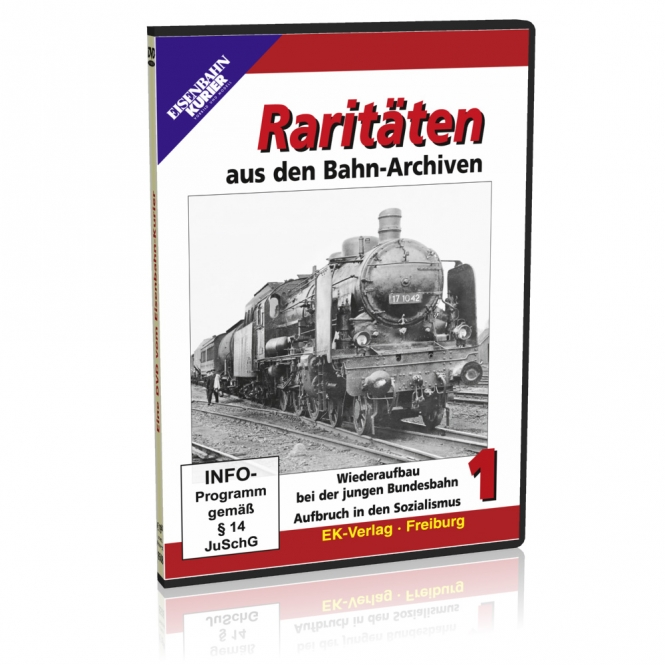 EISENBAHN
KURIER
Raritäten
aus den Bahn-Archiven
17 1042
Wiederaufbau
bei der jungen Bundesbahn
Aufbruch in den Sozialismus
1
INFO-
Programm
gemäß
§ 14
JuSchG
EK-Verlag · Freiburg
Eine DVD vom Eisenbahn-Kurier